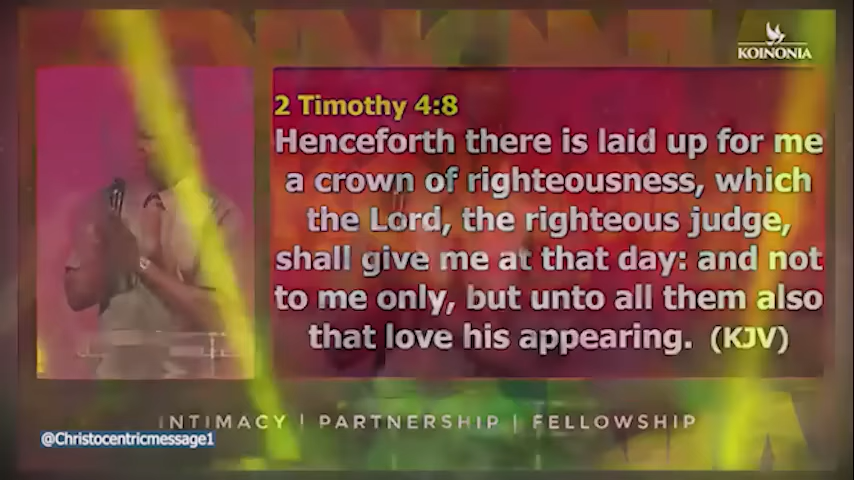 KOINONIA
2 Timothy 4:8
Henceforth there is laid up for me
a crown of righteousness, which
the Lord, the righteous judge,
shall give me at that day: and not
to me only, but unto all them also
that love his appearing. (KJV)
INTIMACY | PARTNERSHIP | FELLOWSHIP
@Christocentricmessage1